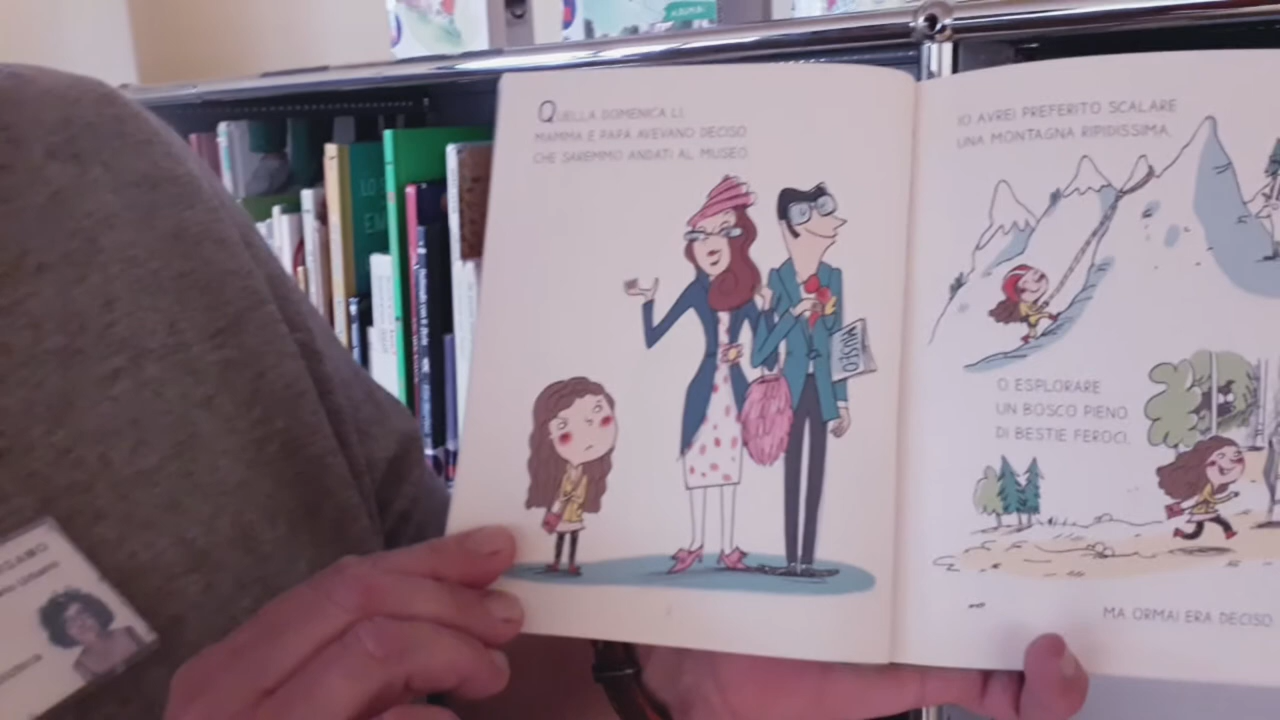 QUELLA DOMENICA LÌ
MAMMA E PAPÀ AVEVANO DECISO
CHE SAREMMO ANDATI AL MUSEO.
IO AVREI PREFERITO SCALARE
UNA MONTAGNA RIPIDISSIMA,
MUSEO
O ESPLORARE
UN BOSCO PIENO
DI BESTIE FEROCI.
MA ORMAI ERA DECISO